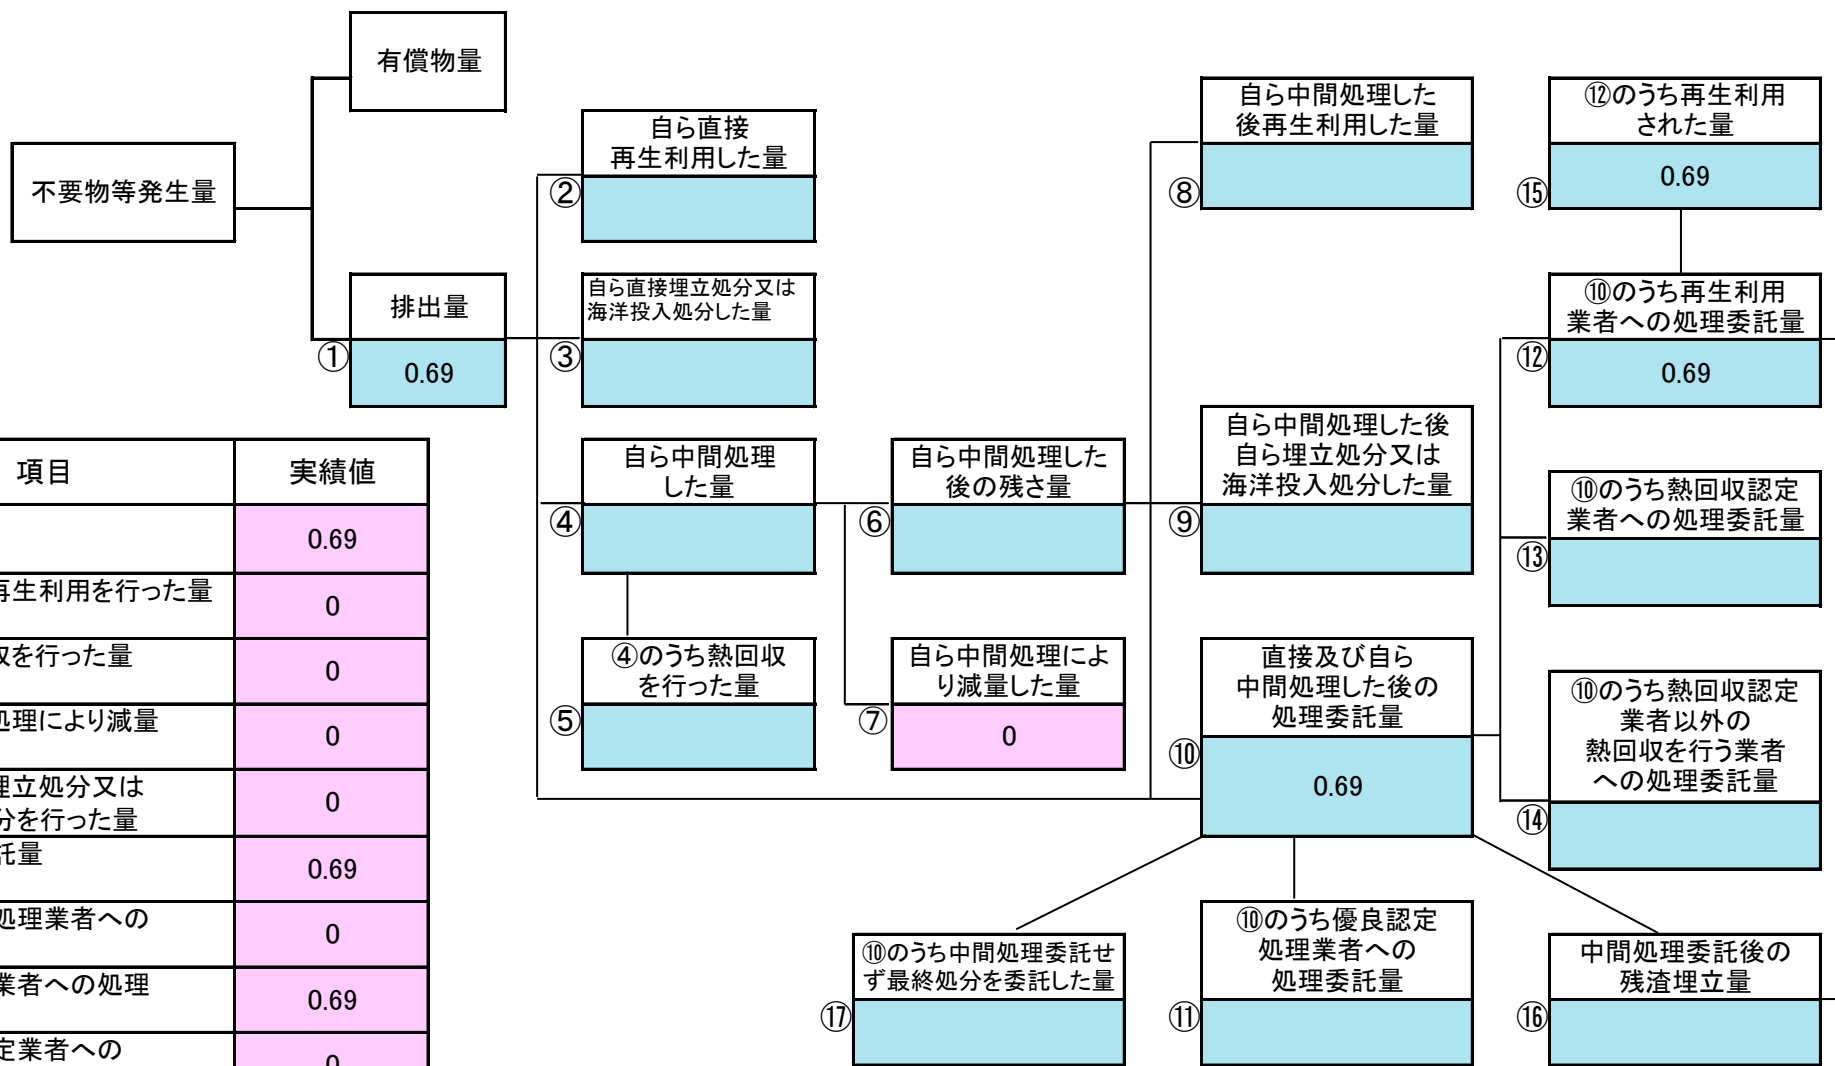 有償物量
不要物等発生量
排出量
①
0.69
自ら直接
再生利用した量
②
自ら直接埋立処分又は
海洋投入処分した量
③
自ら中間処理
した量
④
④のうち熱回収
を行った量
⑤
自ら中間処理した
後の残さ量
⑥
自ら中間処理によ
り減量した量
⑦
0
自ら中間処理した
後再生利用した量
⑧
自ら中間処理した後
自ら埋立処分又は
海洋投入処分した量
⑨
直接及び自ら
中間処理した後の
処理委託量
⑩
0.69
⑫のうち再生利用
された量
⑮
0.69
⑩のうち再生利用
業者への処理委託量
⑫
0.69
⑩のうち熱回収認定
業者への処理委託量
⑬
⑩のうち熱回収認定
業者以外の
熱回収を行う業者
への処理委託量
⑭
⑩のうち中間処理委託せ
ず最終処分を委託した量
⑰
⑩のうち優良認定
処理業者への
処理委託量
⑪
中間処理委託後の
残渣埋立量
⑯
項目
実績値
0.69
再生利用を行った量
0
を行った量
0
処理により減量
0
埋立処分又は
分を行った量
0
託量
0.69
処理業者への
0
業者への処理
0.69
定業者への
0